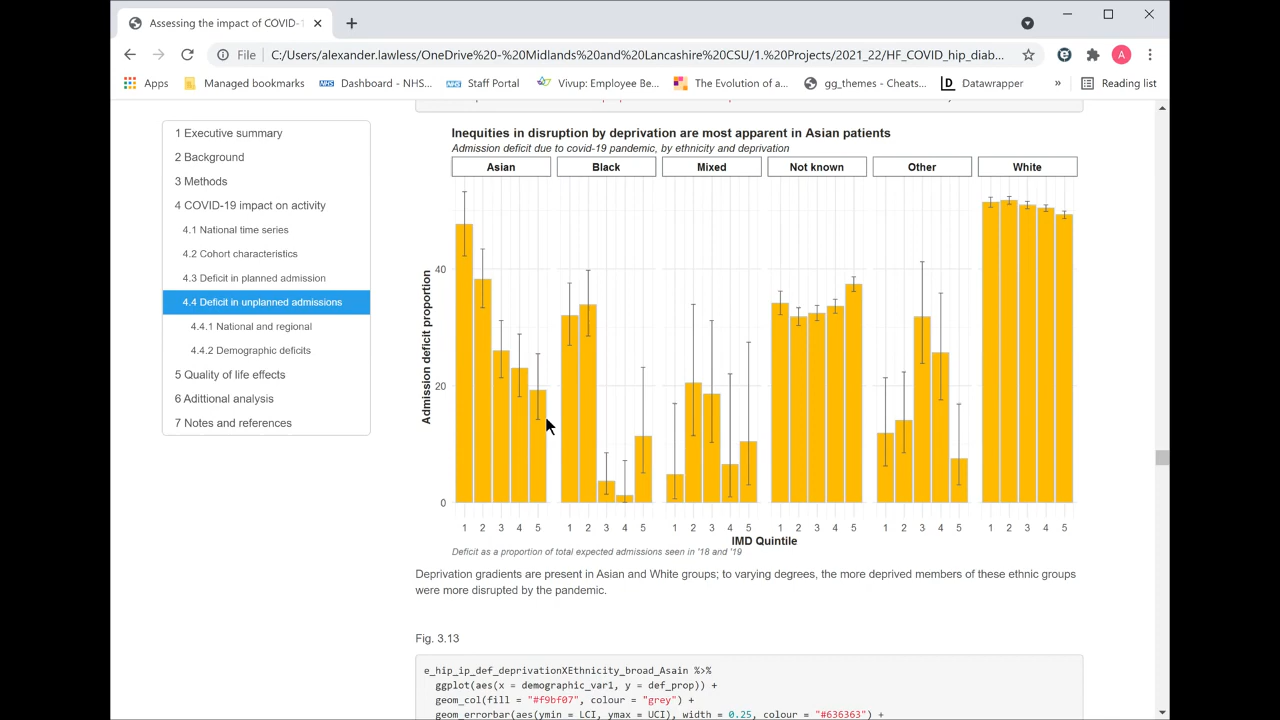 Assessing the impact of COVID-1
File
C:/Users/alexander.lawless/OneDrive%20-%20Midlands%20and%20Lancashire%20CSU/1.%20Projects/2021_22/HF_COVID_hip_diab...
A
Apps
Managed bookmarks
NHS
Dashboard - NHS...
NHS
Staff Portal
Vivup: Employee Be...
The Evolution of a...
gg_themes - Cheats...
D
Datawrapper
»
Reading list
1 Executive summary
2 Background
3 Methods
4 COVID-19 impact on activity
4.1 National time series
4.2 Cohort characteristics
4.3 Deficit in planned admission
4.4 Deficit in unplanned admissions
4.4.1 National and regional
4.4.2 Demographic deficits
5 Quality of life effects
6 Aditional analysis
7 Notes and references
Inequities in disruption by deprivation are most apparent in Asian patients
Admission deficit due to covid-19 pandemic, by ethnicity and deprivation
Asian
Black
Mixed
Not known
Other
White
Admission deficit proportion
40
20
0
1 2 3 4 5
1 2 3 4 5
1 2 3 4 5
1 2 3 4 5
1 2 3 4 5
1 2 3 4 5
IMD Quintile
Deficit as a proportion of total expected admissions seen in '18 and '19
Deprivation gradients are present in Asian and White groups; to varying degrees, the more deprived members of these ethnic groups
were more disrupted by the pandemic.
Fig. 3.13
e_hip_ip_def_deprivationXEthnicity_broad_Asain %>%
ggplot(aes(x = demographic_var1, y = def_prop)) +
geom_col(fill = "#f9bf07", colour = "grey") +
geom_errorbar(aes(ymin = LCI, ymax = UCI), width = 0.25, colour = "#636363") +